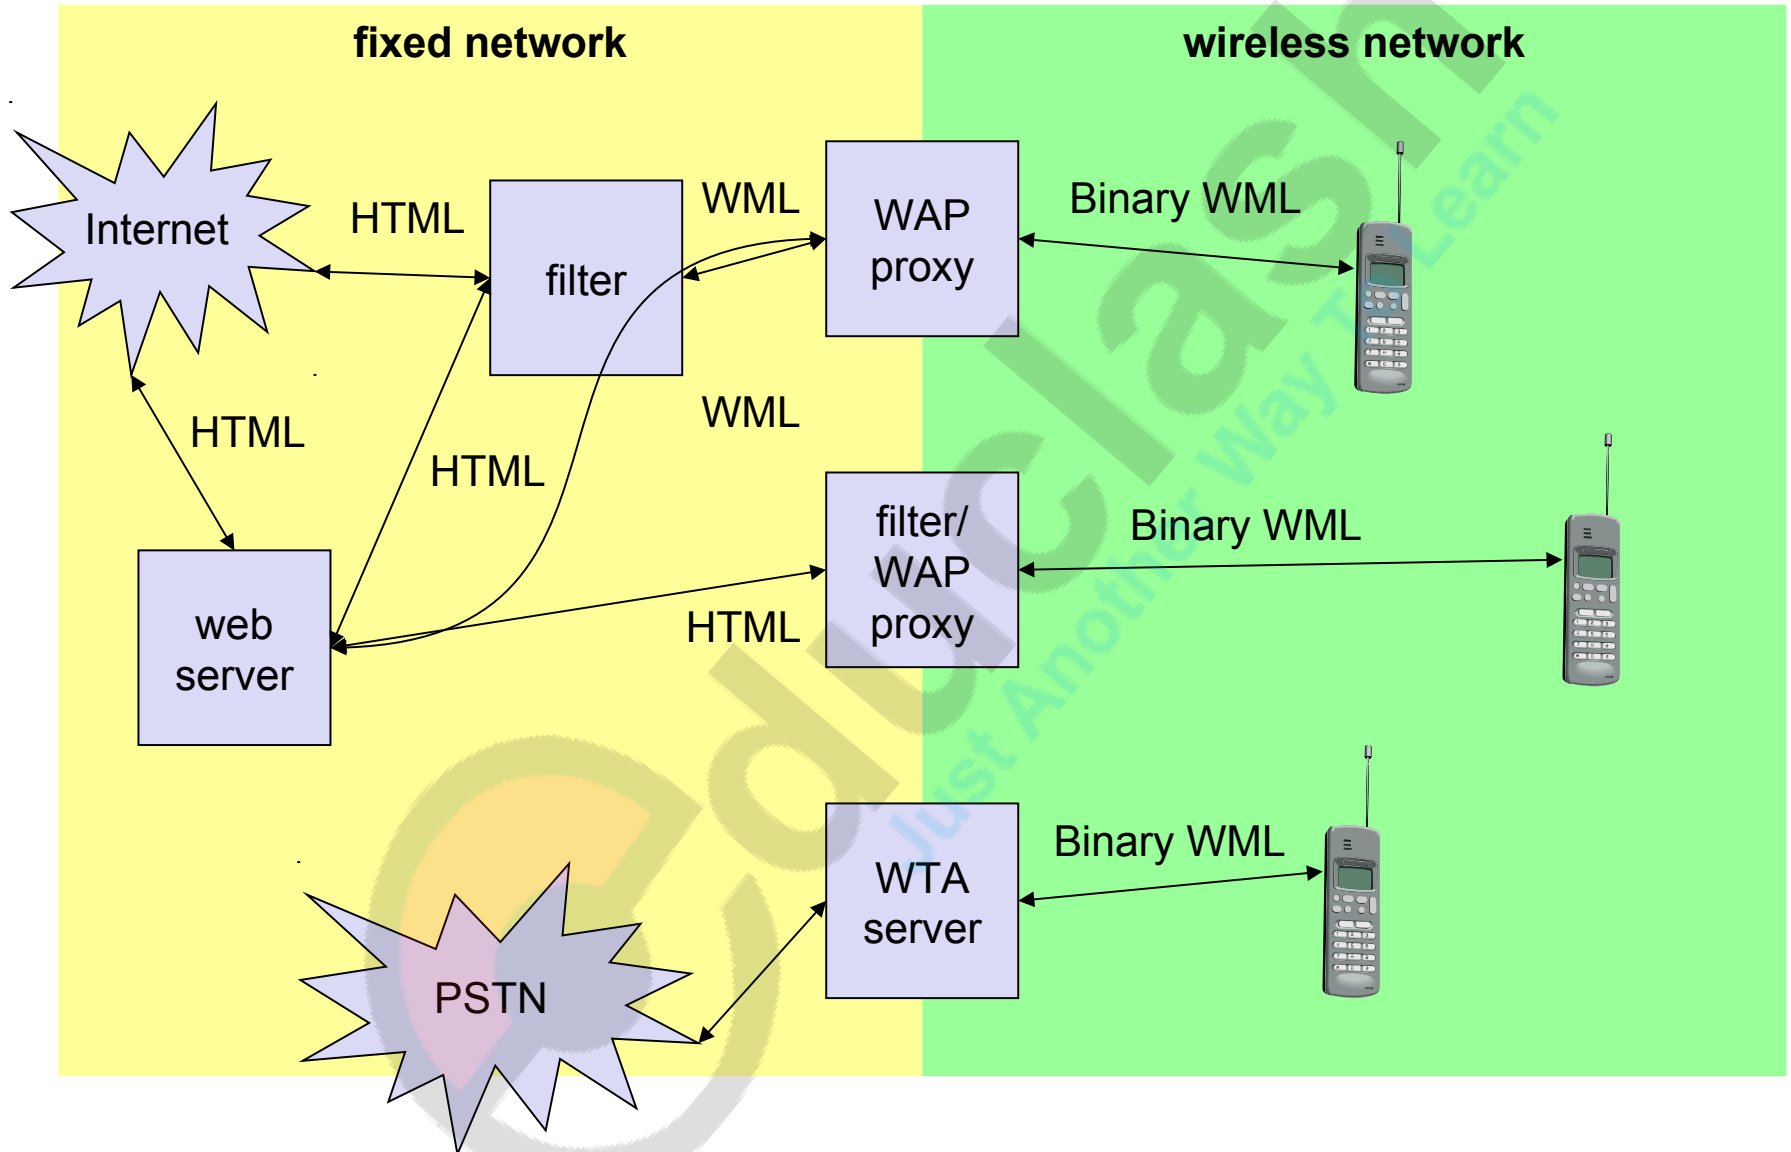 fixed network
wireless network
Internet
HTML
filter
WML
WAP
proxy
Binary WML
HTML
HTML
WML
web
server
HTML
filter/
WAP
proxy
Binary WML
PSTN
WTA
server
Binary WML
educlash
Just Another Way To Learn